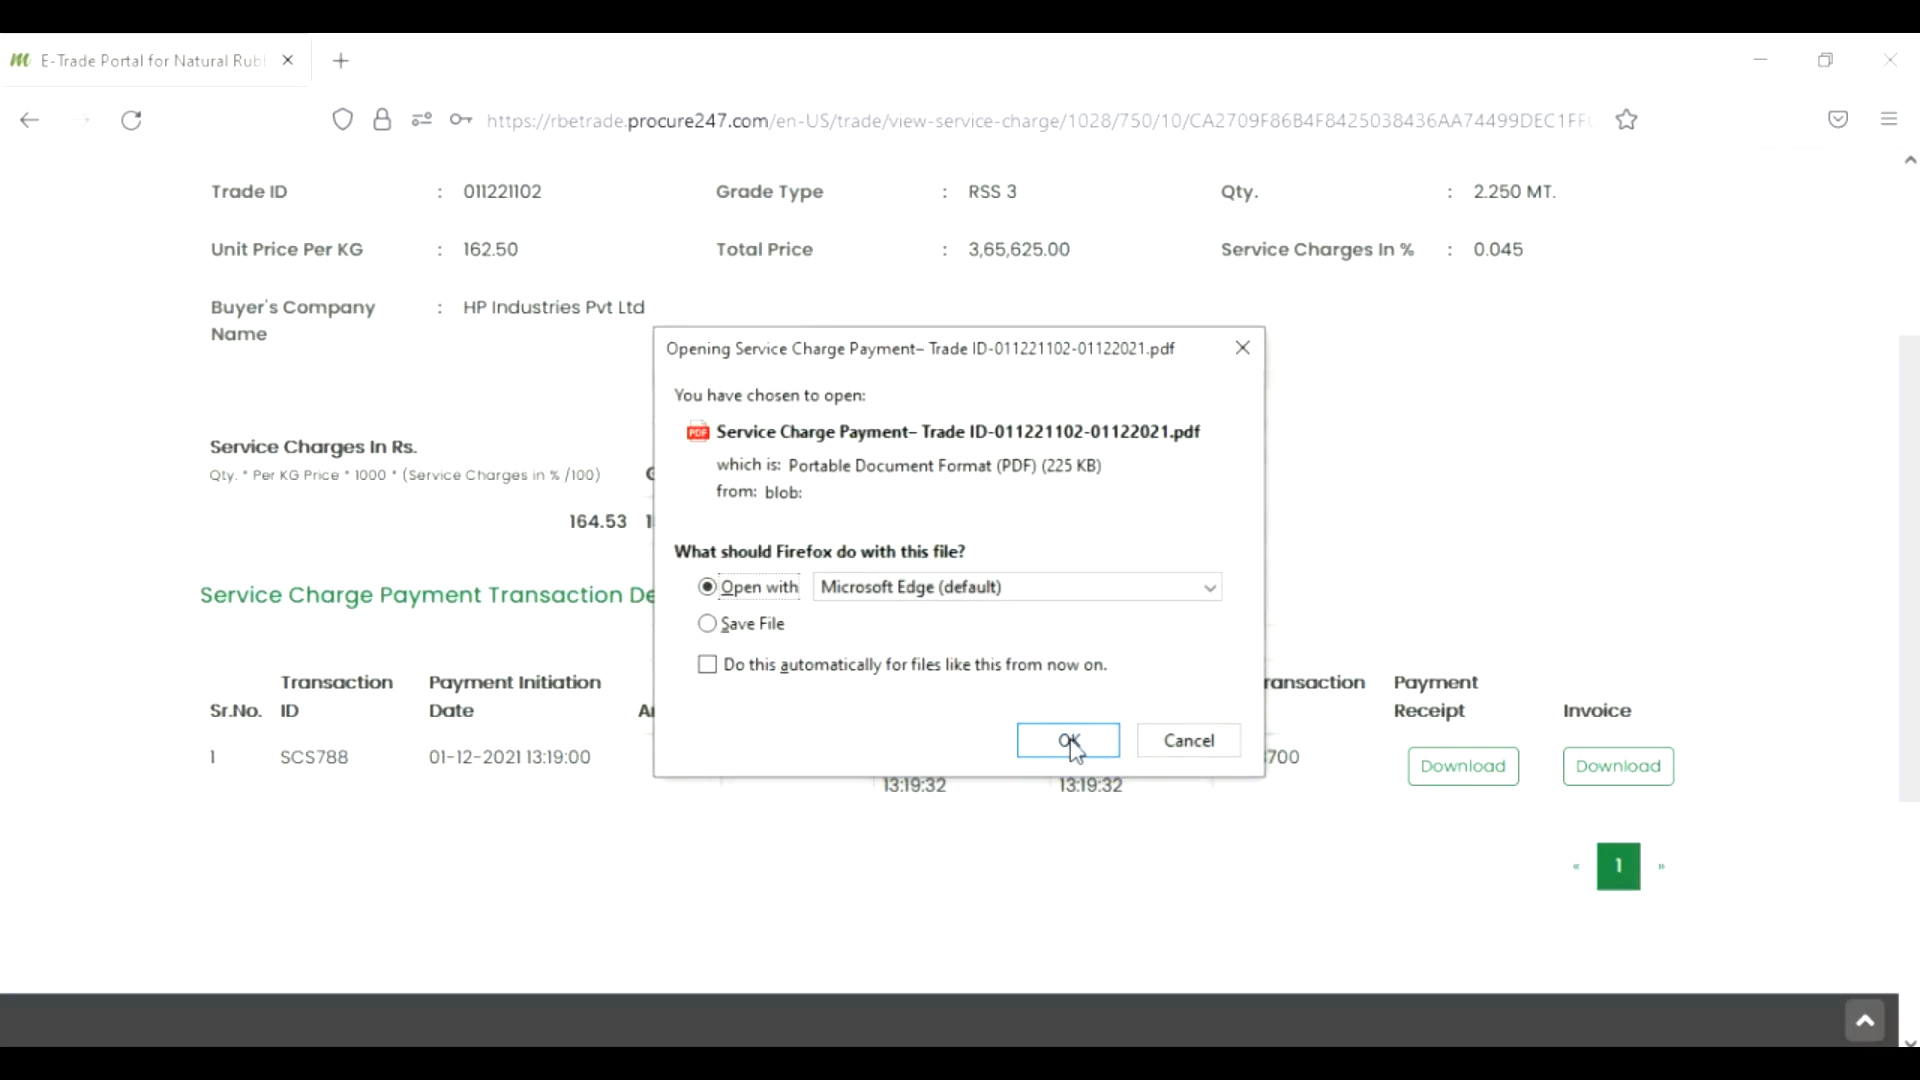 E-Trade Portal for Natural Rub
https://rbetrade.procure247.com/en-US/trade/view-service-charge/1028/750/10/CA2709F86B4F8425038436AA74499DEC1FF
Trade ID : 011221102 Grade Type : RSS 3 Qty. : 2.250 MT.
Unit Price Per KG : 162.50 Total Price : 3,65,625.00 Service Charges In % : 0.045
Buyer's Company : HP Industries Pvt Ltd
Name
Opening Service Charge Payment– Trade ID-011221102-01122021.pdf
You have chosen to open:
PDF Service Charge Payment– Trade ID-011221102-01122021.pdf
which is: Portable Document Format (PDF) (225 KB)
from: blob:
What should Firefox do with this file?
Open with Microsoft Edge (default)
Save File
Do this automatically for files like this from now on.
OK Cancel
Service Charges In Rs.
Qty. * Per KG Price * 1000 * (Service Charges in % /100)
164.53
Service Charge Payment Transaction De
Transaction Payment Initiation ransaction Payment
Sr.No. ID Date Receipt Invoice
1 SCS788 01-12-2021 13:19:00 700 Download Download
13:19:32 13:19:32
« 1 »